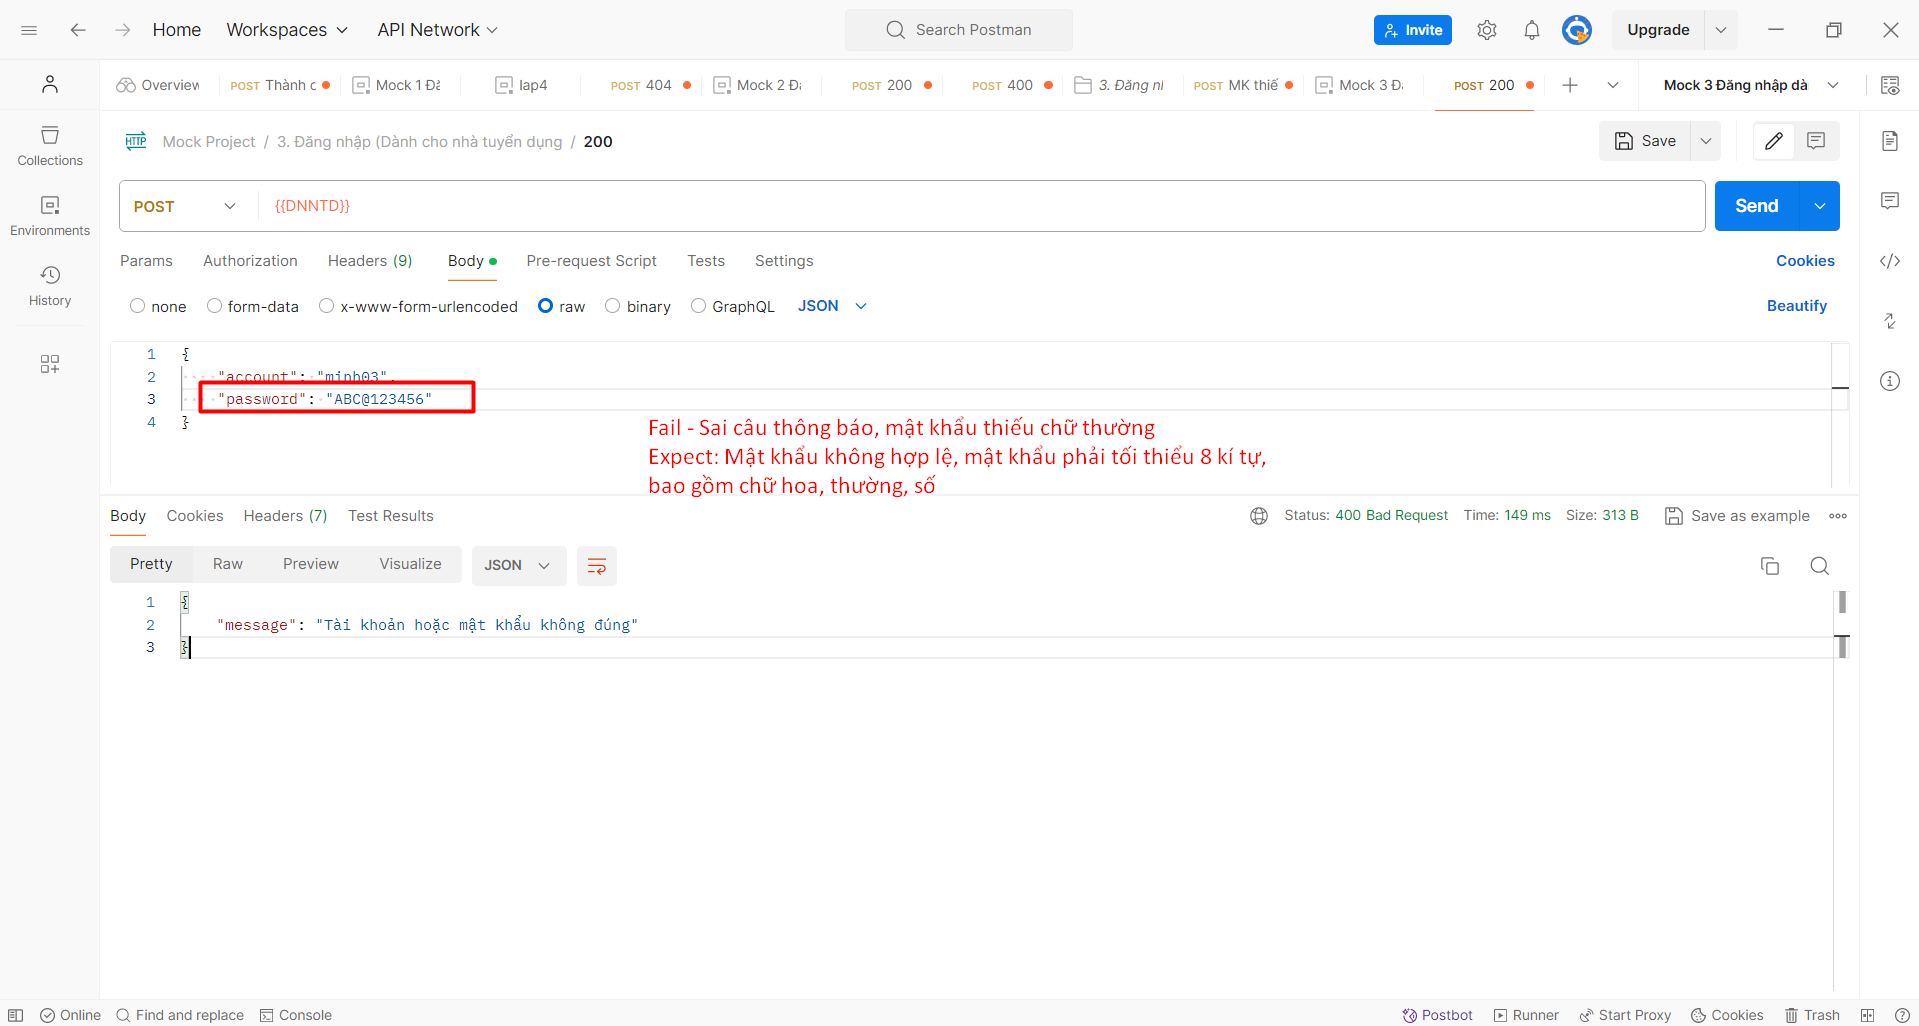 Home Workspaces API Network Search Postman Invite Upgrade
Overview POST Thành c Mock 1 Đă lap4 POST 404 Mock 2 Đă POST 200 POST 400 3. Đăng nl POST MK thiế Mock 3 Đă POST 200 Mock 3 Đăng nhập dà
Collections
Environments
History
HTTP Mock Project / 3. Đăng nhập (Dành cho nhà tuyển dụng / 200 Save
POST {{DNNTD}} Send
Params Authorization Headers (9) Body Pre-request Script Tests Settings Cookies
none form-data x-www-form-urlencoded raw binary GraphQL JSON Beautify
1 {
2 "account": "minh03",
3 "password": "ABC@123456"
4 }
Fail - Sai câu thông báo, mật khẩu thiếu chữ thường
Expect: Mật khẩu không hợp lệ, mật khẩu phải tối thiểu 8 kí tự,
bao gồm chữ hoa, thường, số
Body Cookies Headers (7) Test Results Status: 400 Bad Request Time: 149 ms Size: 313 B Save as example
Pretty Raw Preview Visualize JSON
1 {
2 "message": "Tài khoản hoặc mật khẩu không đúng"
3 }
Online Find and replace Console Postbot Runner Start Proxy Cookies Trash